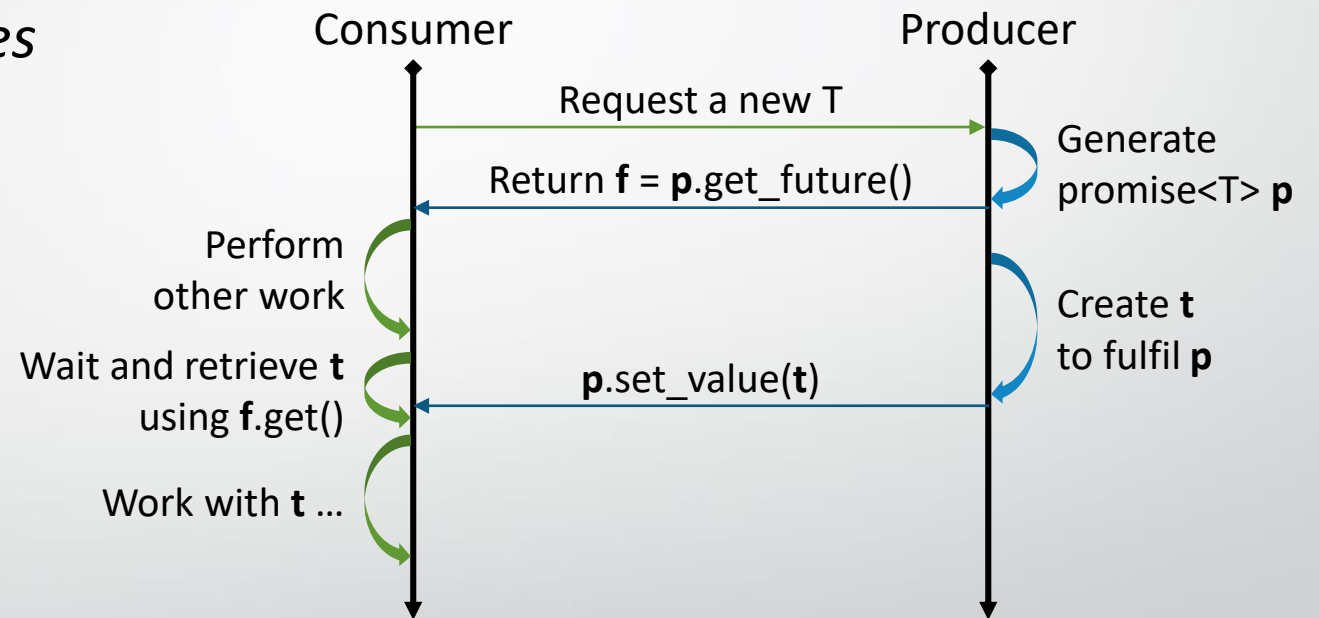 es
Consumer
Producer
Request a new T
Generate
promise<T> p
Return f = p.get_future()
Perform
other work
Create t
to fulfil p
Wait and retrieve t
using f.get()
p.set_value(t)
Work with t ...